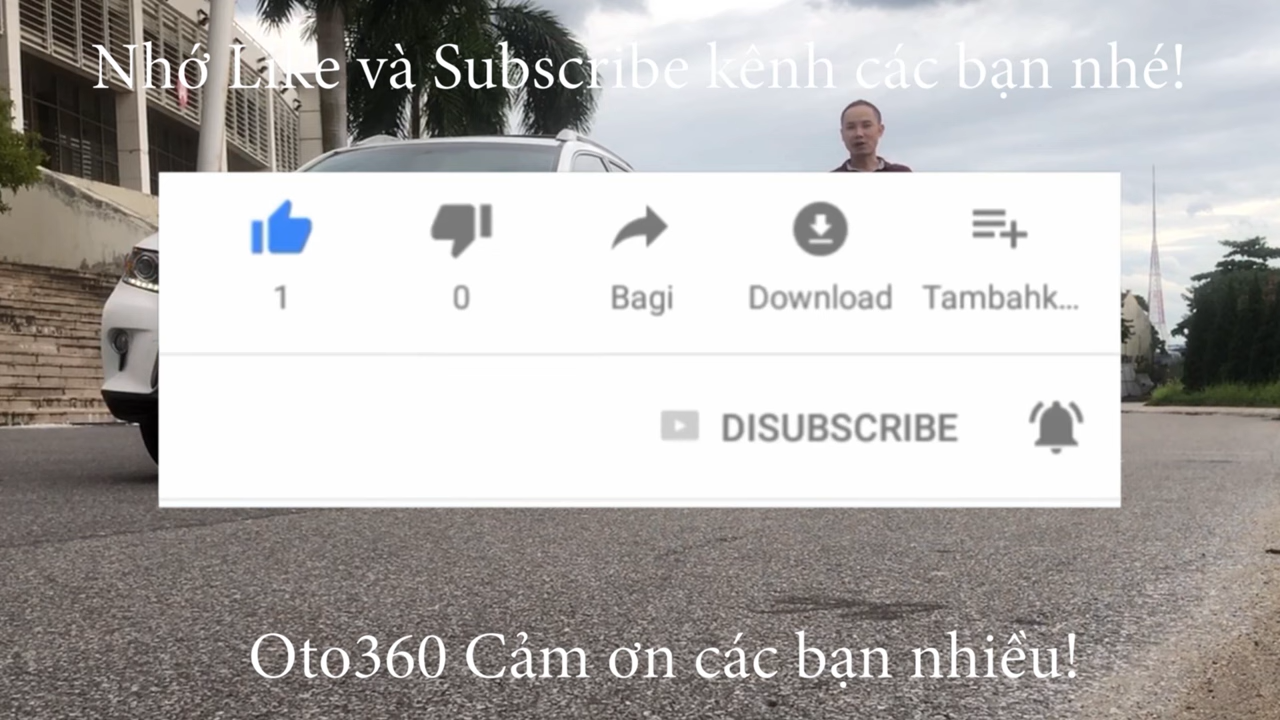 Nhớ Like và Subscribe kênh các bạn nhé!
1 0 Bagi Download Tambahk...
DISUBSCRIBE
Oto360 Cảm ơn các bạn nhiều!